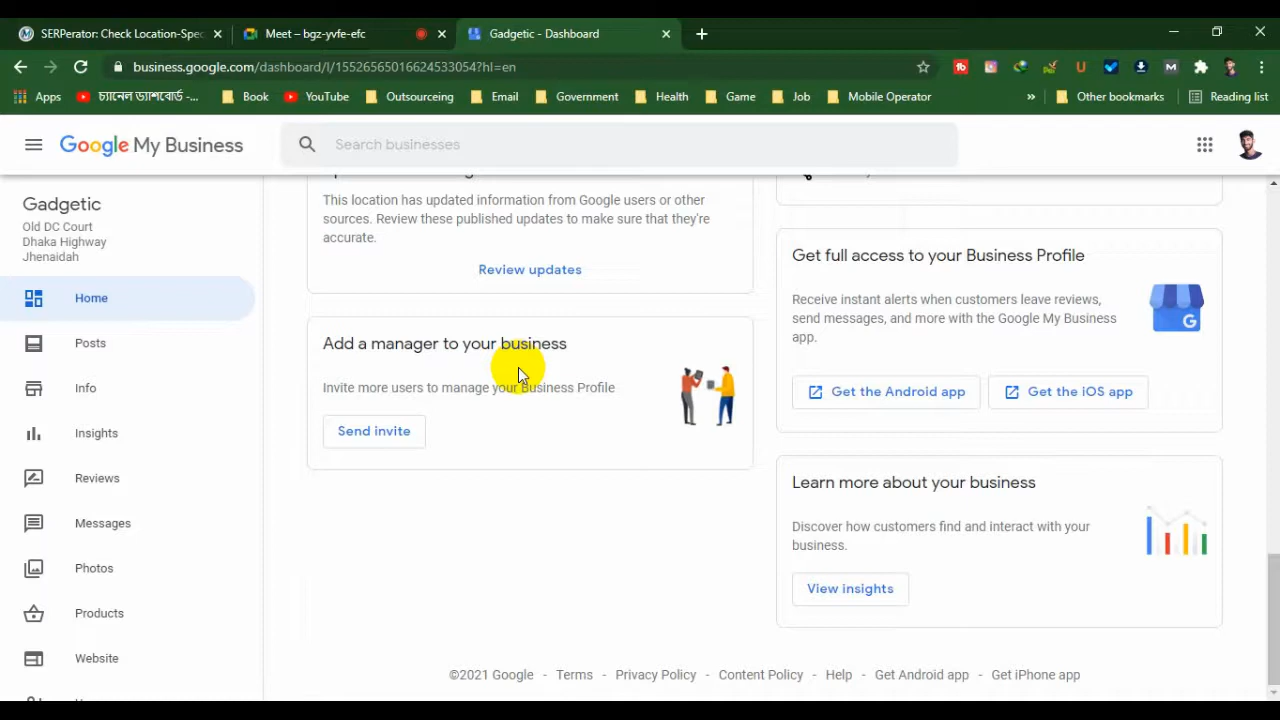 SERPerator: Check Location-Spec
Meet – bgz-yvfe-efc
Gadgetic - Dashboard
business.google.com/dashboard/l/15526565016624533054?hl=en
Apps
চ্যানেল ড্যাশবোর্ড -...
Book
YouTube
Outsourceing
Email
Government
Health
Game
Job
Mobile Operator
»
Other bookmarks
Reading list
Google My Business
Search businesses
Gadgetic
Old DC Court
Dhaka Highway
Jhenaidah
Home
Posts
Info
Insights
Reviews
Messages
Photos
Products
Website
This location has updated information from Google users or other
sources. Review these published updates to make sure that they're
accurate.
Review updates
Add a manager to your business
Invite more users to manage your Business Profile
Send invite
Get full access to your Business Profile
Receive instant alerts when customers leave reviews,
send messages, and more with the Google My Business
app.
Get the Android app
Get the iOS app
Learn more about your business
Discover how customers find and interact with your
business.
View insights
©2021 Google - Terms - Privacy Policy - Content Policy - Help - Get Android app - Get iPhone app